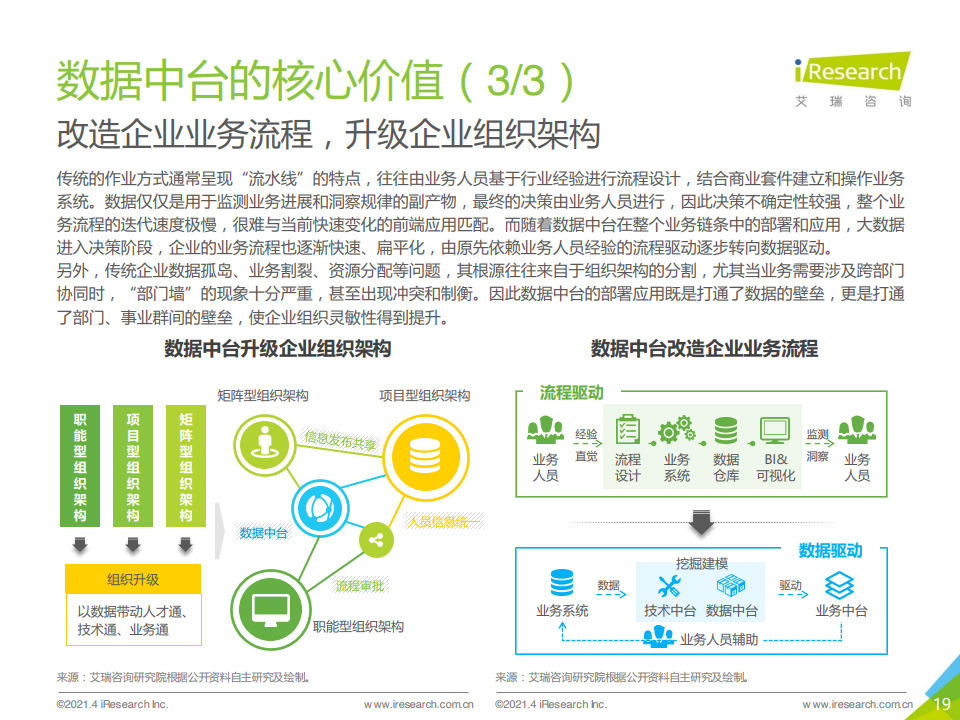 数据中台的核心价值（3/3）
iResearch
艾瑞咨询
改造企业业务流程，升级企业组织架构
传统的作业方式通常呈现“流水线”的特点，往往由业务人员基于行业经验进行流程设计，结合商业套件建立和操作业务
系统。数据仅仅是用于监测业务进展和洞察规律的副产物，最终的决策由业务人员进行，因此决策不确定性较强，整个业
务流程的迭代速度极慢，很难与当前快速变化的前端应用匹配。而随着数据中台在整个业务链条中的部署和应用，大数据
进入决策阶段，企业的业务流程也逐渐快速、扁平化，由原先依赖业务人员经验的流程驱动逐步转向数据驱动。
另外，传统企业数据孤岛、业务割裂、资源分配等问题，其根源往往来自于组织架构的分割，尤其当业务需要涉及跨部门
协同时，“部门墙”的现象十分严重，甚至出现冲突和制衡。因此数据中台的部署应用既是打通了数据的壁垒，更是打通
了部门、事业群间的壁垒，使企业组织灵敏性得到提升。
数据中台升级企业组织架构
职能型组织架构
项目型组织架构
矩阵型组织架构
组织升级
以数据带动人才通、
技术通、业务通
矩阵型组织架构
项目型组织架构
信息发布共享
数据中台
人员信息统一
流程审批
职能型组织架构
数据中台改造企业业务流程
流程驱动
业务
人员
经验
直觉
流程
设计
业务
系统
数据
仓库
BI&
可视化
监测
洞察
业务
人员
数据驱动
业务系统
数据
挖掘建模
技术中台
数据中台
驱动
业务中台
业务人员辅助
来源：艾瑞咨询研究院根据公开资料自主研究及绘制。
来源：艾瑞咨询研究院根据公开资料自主研究及绘制。
©2021.4 iResearch Inc.
www.iresearch.com.cn
©2021.4 iResearch Inc.
www.iresearch.com.cn
19